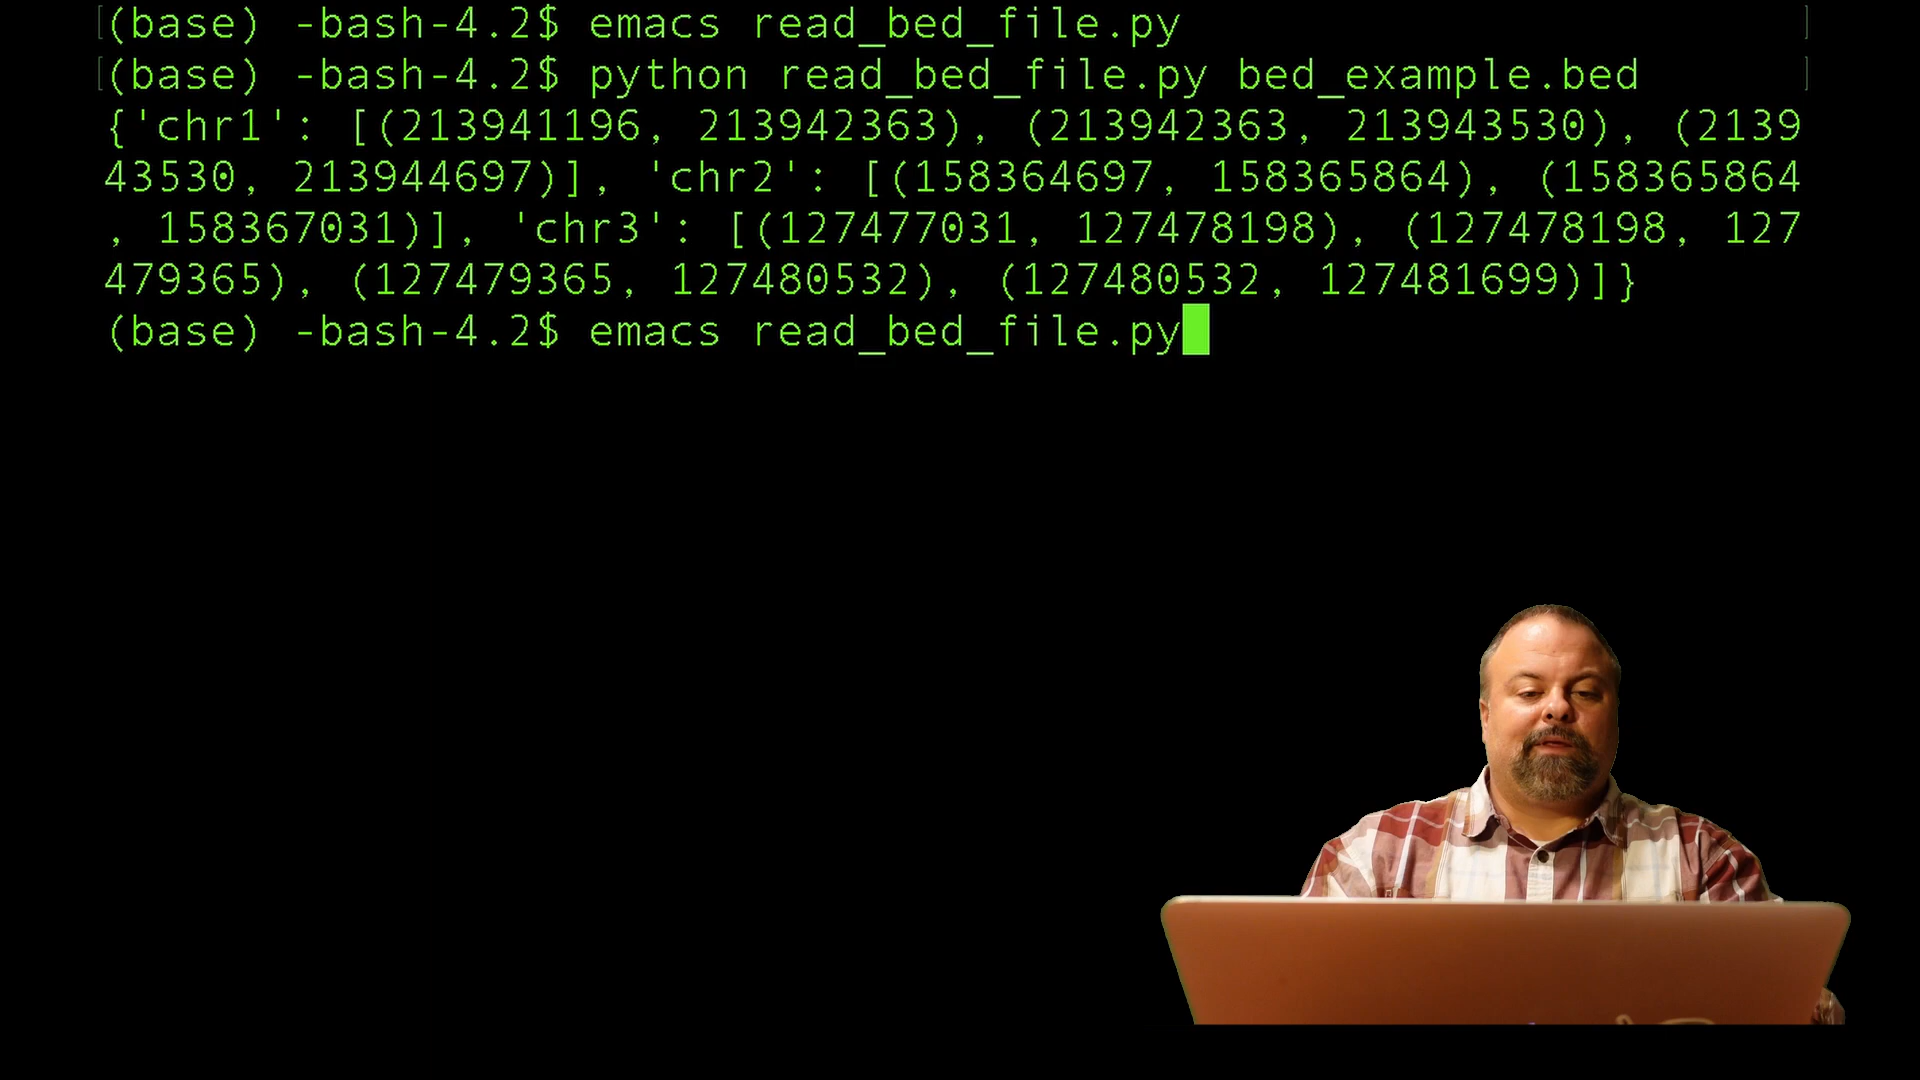 [(base) -bash-4.2$ emacs read_bed_file.py ]
[(base) -bash-4.2$ python read_bed_file.py bed_example.bed ]
{'chr1': [(213941196, 213942363), (213942363, 213943530), (2139
43530, 213944697)], 'chr2': [(158364697, 158365864), (158365864
, 158367031)], 'chr3': [(127477031, 127478198), (127478198, 127
479365), (127479365, 127480532), (127480532, 127481699)]}
(base) -bash-4.2$ emacs read_bed_file.py